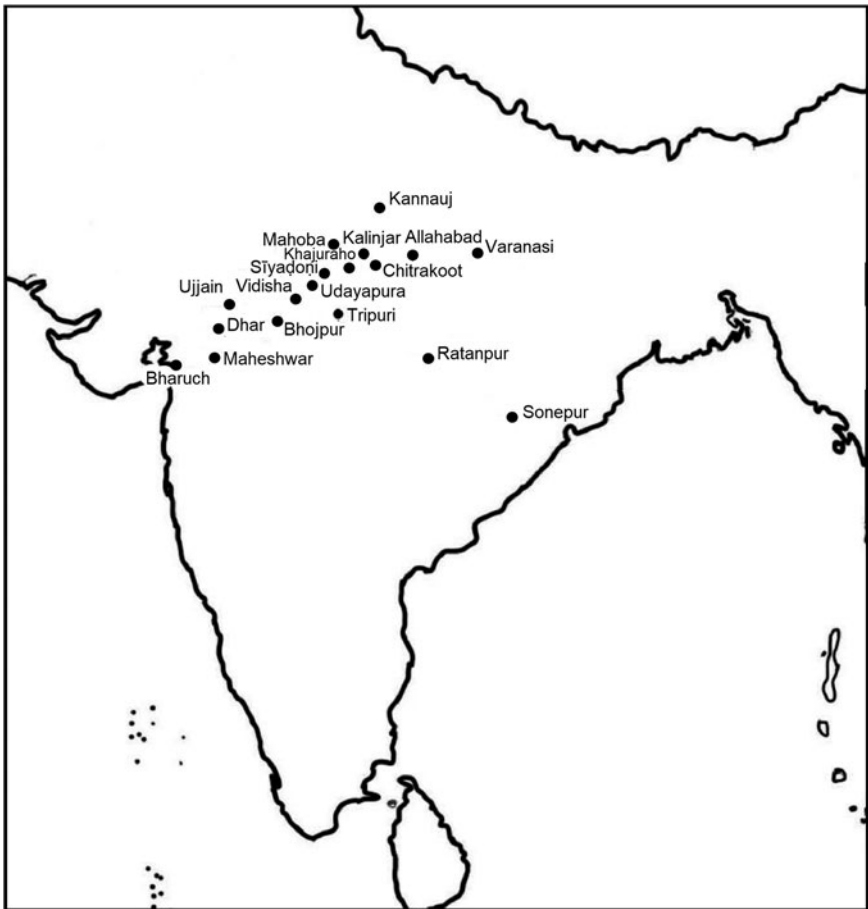 Kannauj
Mahoba
Kalinjar
Allahabad
Varanasi
Khajuraho
Chitrakoot
Sīyaḍoṇi
Ujjain
Vidisha
Udayapura
Dhar
Bhojpur
Tripuri
Maheshwar
Ratanpur
Bharuch
Sonepur